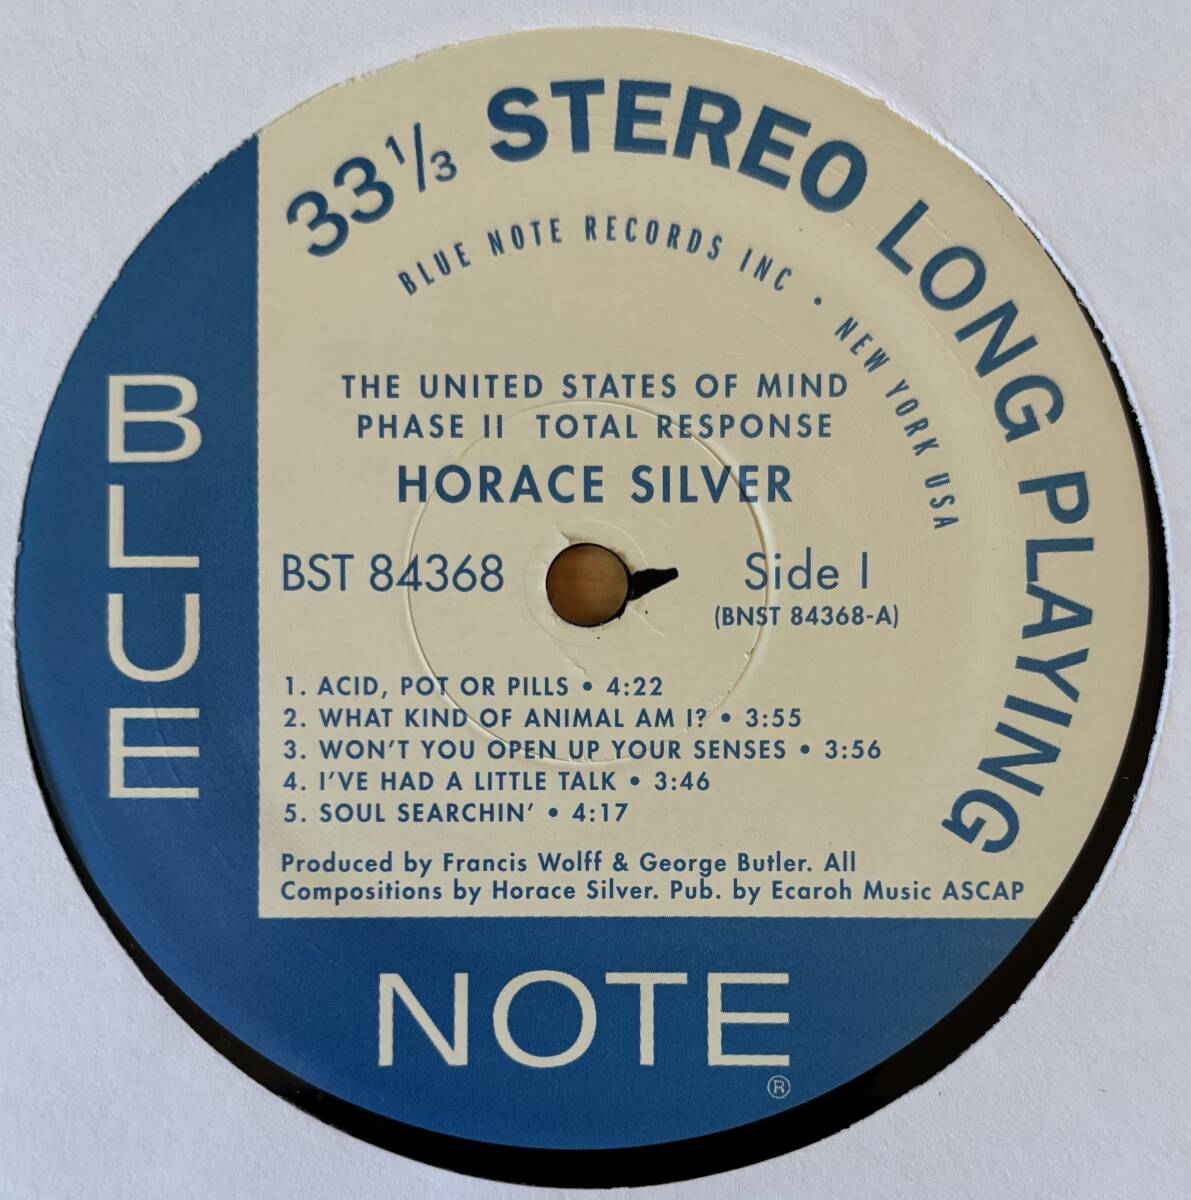 33 1/3 STEREO LONG PLAYING
BLUE NOTE RECORDS INC • NEW YORK USA
THE UNITED STATES OF MIND
PHASE II TOTAL RESPONSE
HORACE SILVER
BST 84368
Side I
(BNST 84368-A)
1. ACID, POT OR PILLS • 4:22
2. WHAT KIND OF ANIMAL AM I? • 3:55
3. WON'T YOU OPEN UP YOUR SENSES • 3:56
4. I'VE HAD A LITTLE TALK • 3:46
5. SOUL SEARCHIN' • 4:17
Produced by Francis Wolff & George Butler. All
Compositions by Horace Silver. Pub. by Ecaroh Music ASCAP
BLUE
NOTE
®